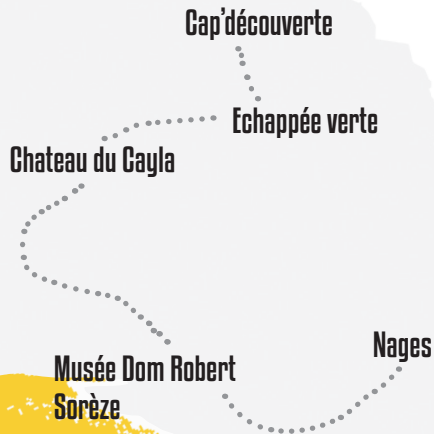 Cap'découverte
Echappée verte
Chateau du Cayla
Nages
Musée Dom Robert
Sorèze